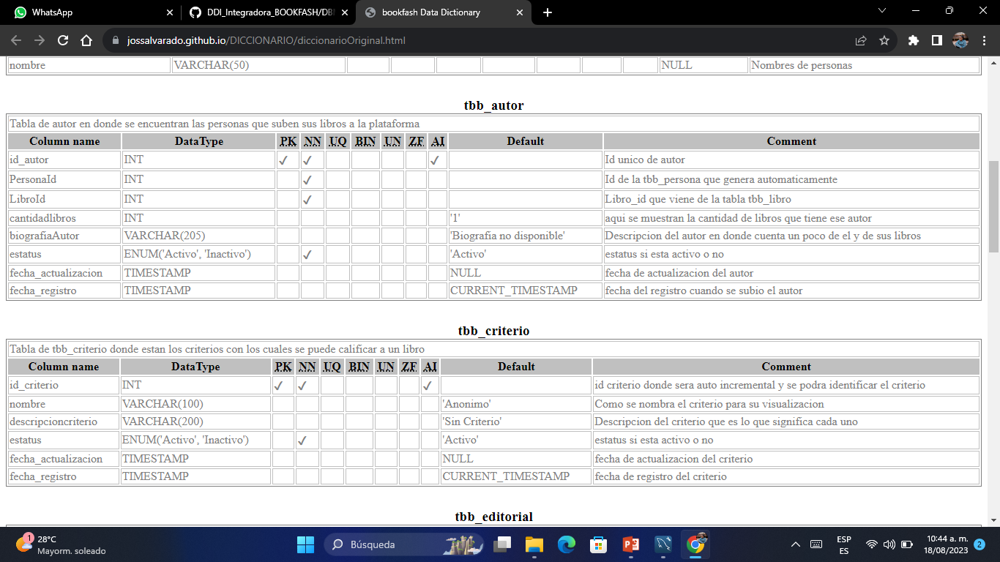 WhatsApp
DDI_Integradora_BOOKFASH/DB
bookfash Data Dictionary
jossalvarado.github.io/DICCIONARIO/diccionarioOriginal.html
nombre VARCHAR(50) NULL Nombres de personas
tbb_autor
Tabla de autor en donde se encuentran las personas que suben sus libros a la plataforma
Column name DataType PK NN UQ BIN UN ZF AI Default Comment
id_autor INT ✓ ✓ ✓ Id unico de autor
PersonaId INT ✓ Id de la tbb_persona que genera automaticamente
LibroId INT ✓ Libro_id que viene de la tabla tbb_libro
cantidadlibros INT '1' aqui se muestran la cantidad de libros que tiene ese autor
biografiaAutor VARCHAR(205) 'Biografia no disponible' Descripcion del autor en donde cuenta un poco de el y de sus libros
estatus ENUM('Activo', 'Inactivo') ✓ 'Activo' estatus si esta activo o no
fecha_actualizacion TIMESTAMP NULL fecha de actualizacion del autor
fecha_registro TIMESTAMP CURRENT_TIMESTAMP fecha del registro cuando se subio el autor
tbb_criterio
Tabla de tbb_criterio donde estan los criterios con los cuales se puede calificar a un libro
Column name DataType PK NN UQ BIN UN ZF AI Default Comment
id_criterio INT ✓ ✓ ✓ id criterio donde sera auto incremental y se podra identificar el criterio
nombre VARCHAR(100) 'Anonimo' Como se nombra el criterio para su visualizacion
descripcioncriterio VARCHAR(200) 'Sin Criterio' Descripcion del criterio que es lo que significa cada uno
estatus ENUM('Activo', 'Inactivo') ✓ 'Activo' estatus si esta activo o no
fecha_actualizacion TIMESTAMP NULL fecha de actualizacion del criterio
fecha_registro TIMESTAMP CURRENT_TIMESTAMP fecha de registro del criterio
tbb_editorial
1
28°C
Mayorm. soleado
Búsqueda
ESP
ES
10:44 a. m.
18/08/2023
2